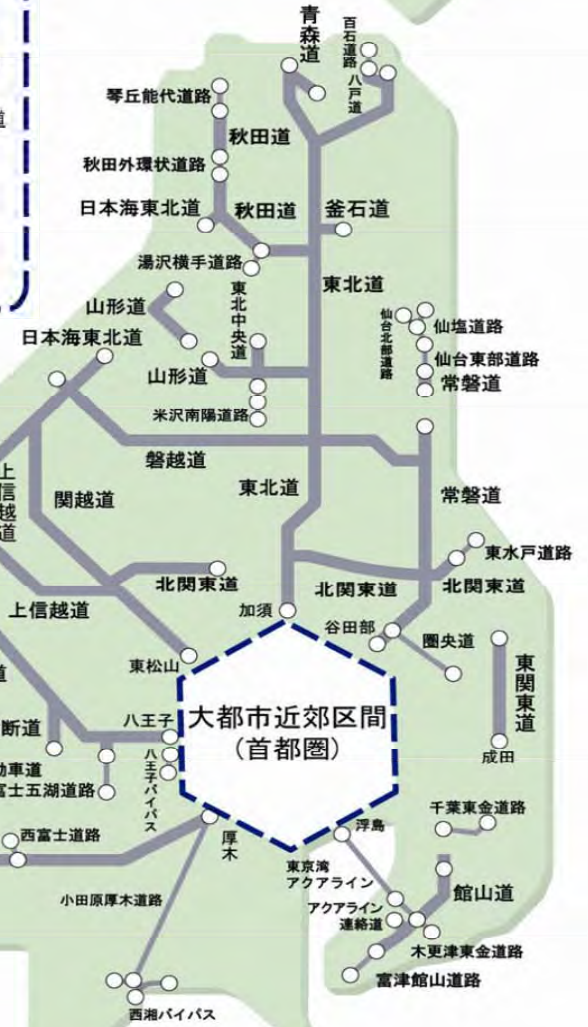 青森道
百石道路
八戸道
琴丘能代道路
秋田道
秋田外環状道路
日本海東北道
秋田道
釜石道
湯沢横手道路
東北道
東北中央道
山形道
仙台北部道路
仙塩道路
日本海東北道
仙台東部道路
山形道
常磐道
米沢南陽道路
磐越道
上信越道
関越道
東北道
常磐道
東水戸道路
北関東道
北関東道
北関東道
上信越道
加須
谷田部
圏央道
東松山
道
東関東道
八王子
大都市近郊区間
(首都圏)
断道
八王子バイパス
成田
動車道
富士五湖道路
千葉東金道路
浮島
西富士道路
厚木
東京湾
アクアライン
館山道
小田原厚木道路
アクアライン
連絡道
木更津東金道路
富津館山道路
西湘バイパス